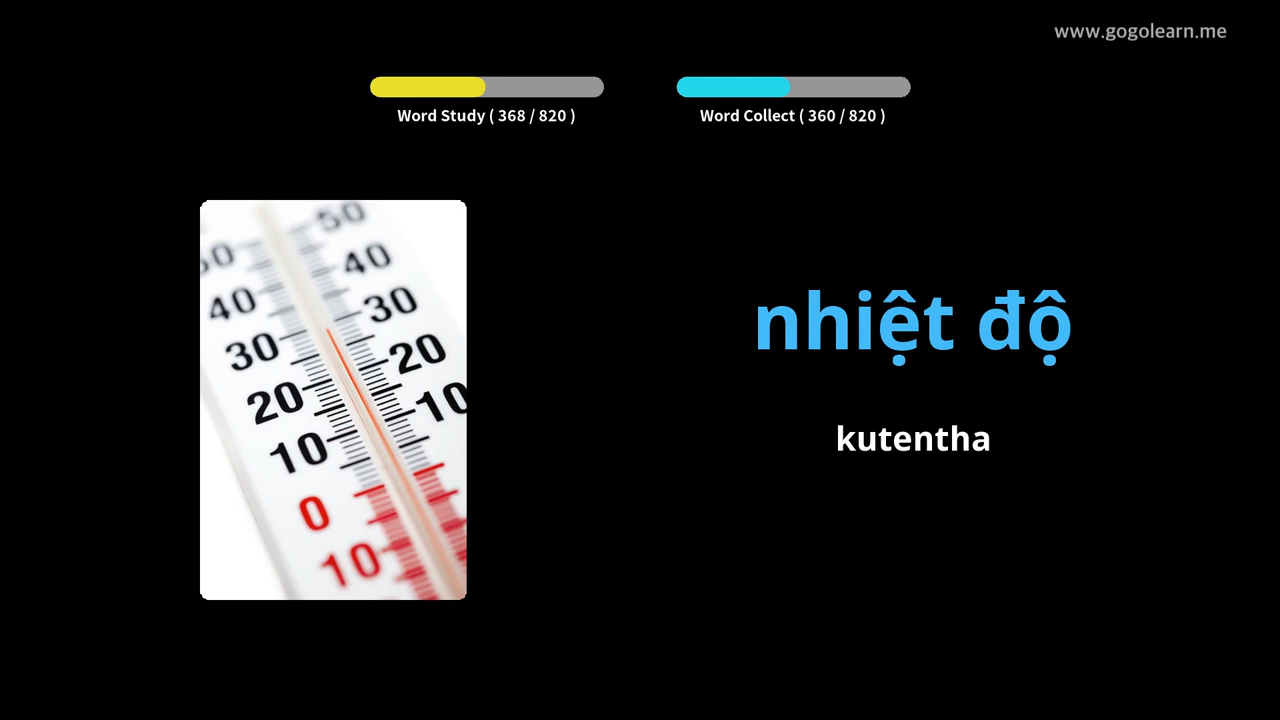 www.gogolearn.me
Word Study ( 368 / 820 )
Word Collect ( 360 / 820 )
50
40
40
30
30
20
20
10
10
0
10
nhiệt độ
kutentha